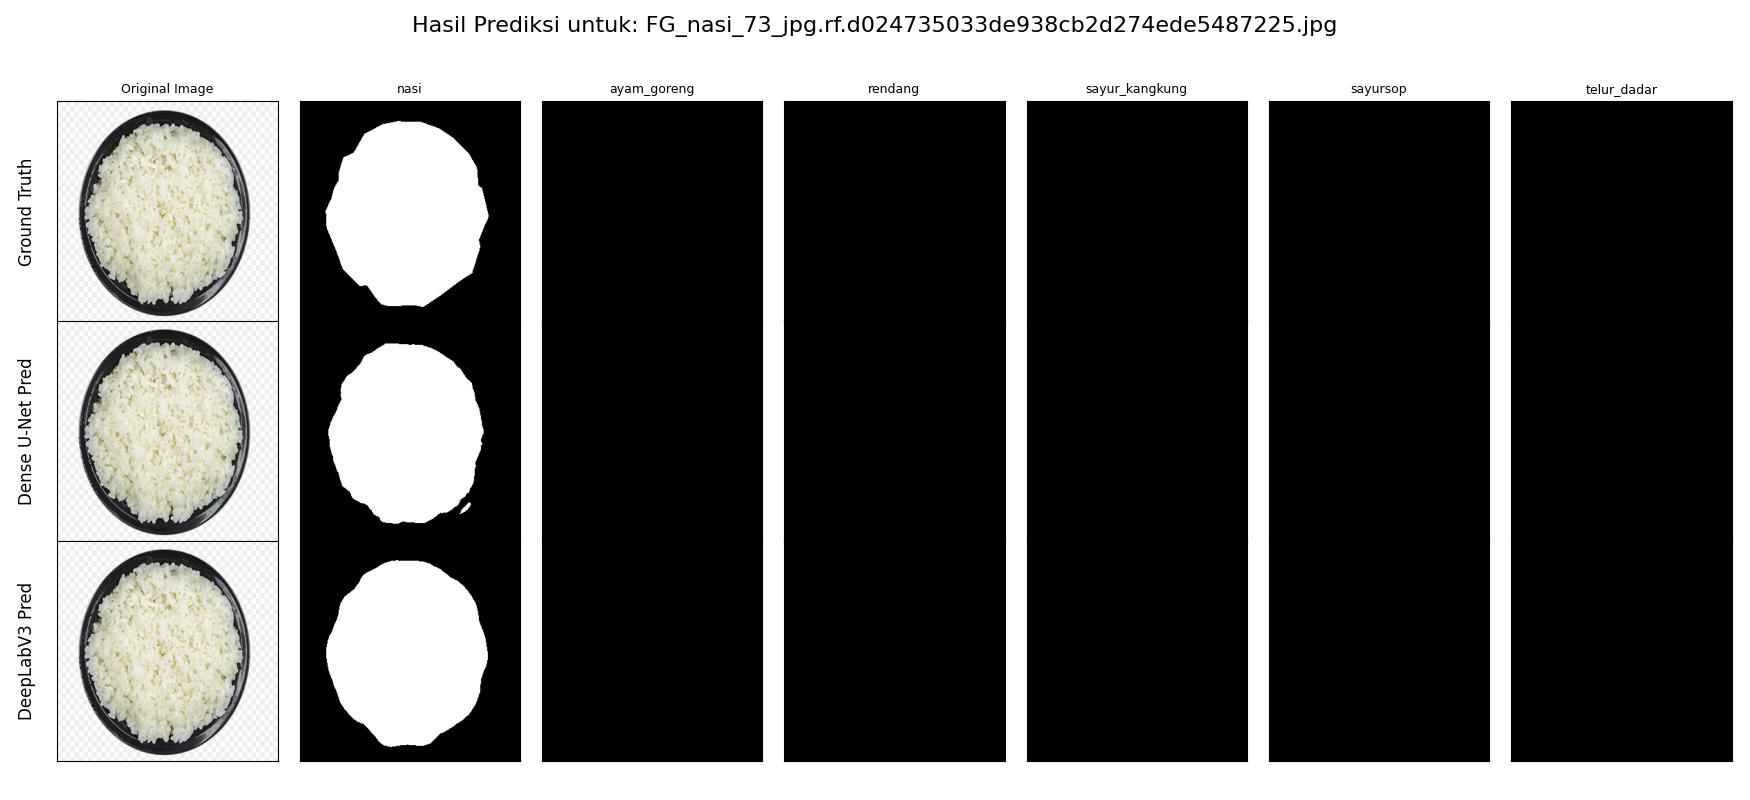 Hasil Prediksi untuk: FG_nasi_73_jpg.rf.d024735033de938cb2d274ede5487225.jpg
Original Image
nasi
ayam_goreng
rendang
sayur_kangkung
sayursop
telur_dadar
Ground Truth
Dense U-Net Pred
DeepLabV3 Pred